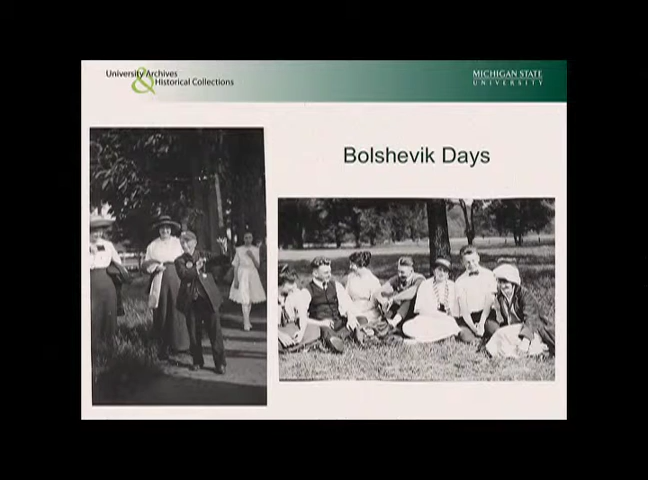 University Archives
& Historical Collections
MICHIGAN STATE
UNIVERSITY
Bolshevik Days